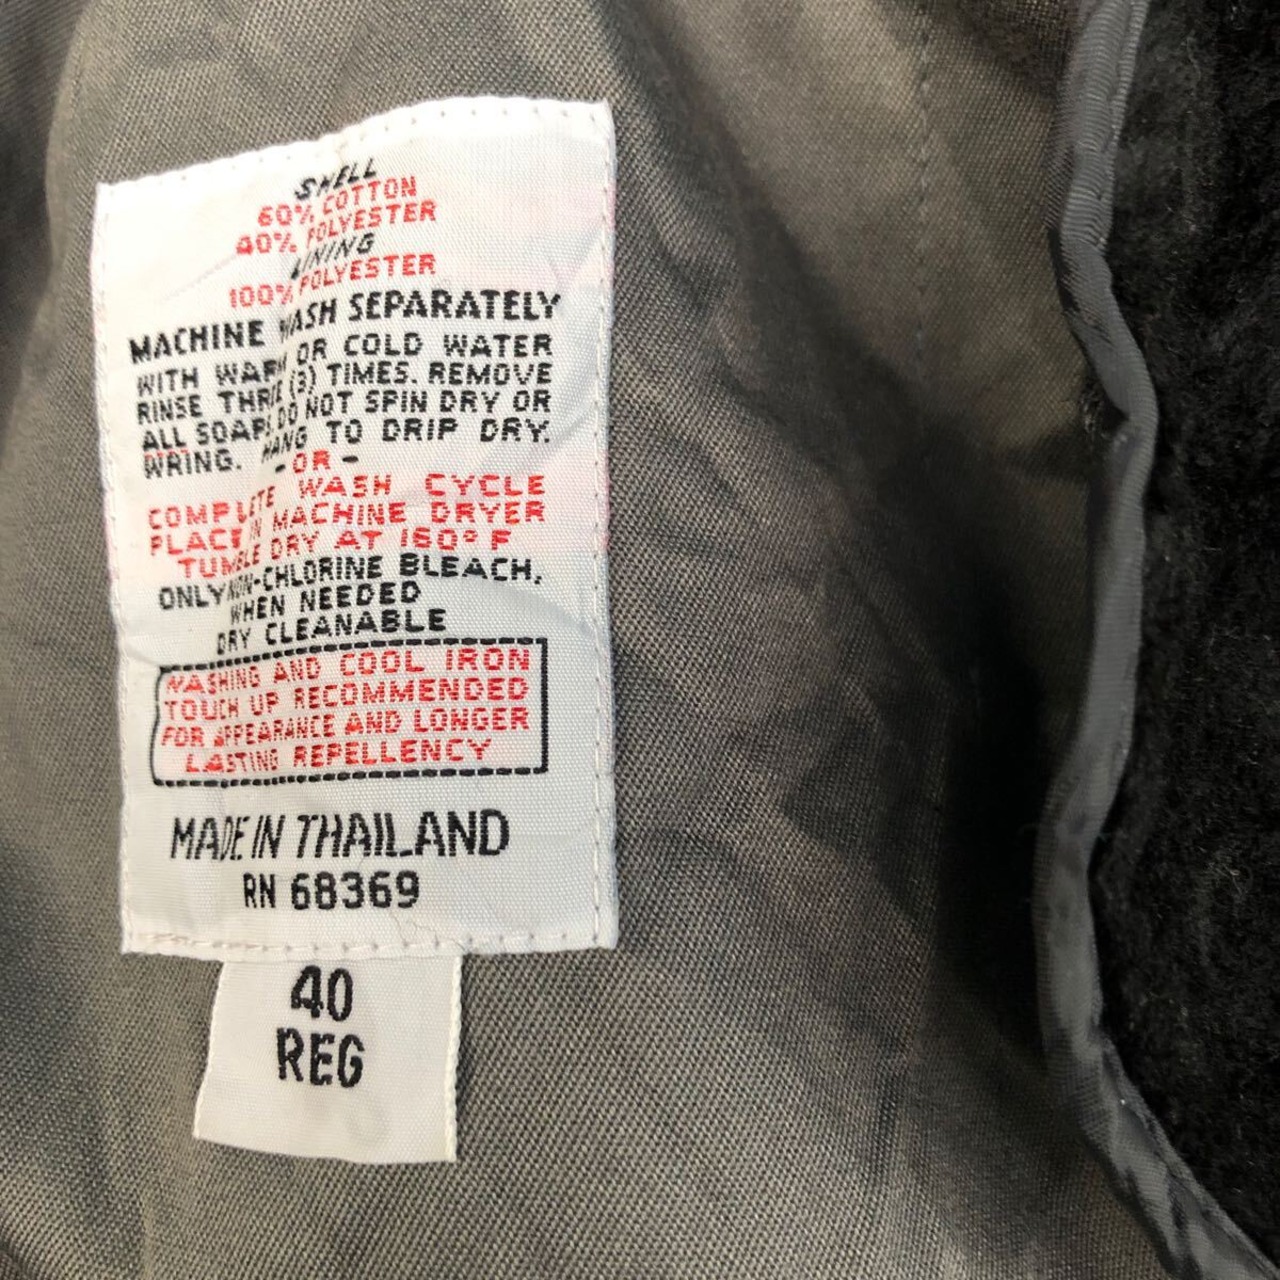 SHELL
60% COTTON
40% POLYESTER
LINING
100% POLYESTER
MACHINE WASH SEPARATELY
WITH WARM OR COLD WATER
RINSE THREE (3) TIMES. REMOVE
ALL SOAPS. DO NOT SPIN DRY OR
WRING. HANG TO DRIP DRY.
-OR-
COMPLETE WASH CYCLE
PLACE IN MACHINE DRYER
TUMBLE DRY AT 160° F
ONLY NON-CHLORINE BLEACH,
WHEN NEEDED
DRY CLEANABLE
WASHING AND COOL IRON
TOUCH UP RECOMMENDED
FOR APPEARANCE AND LONGER
LASTING REPELLENCY
MADE IN THAILAND
RN 68369
40
REG